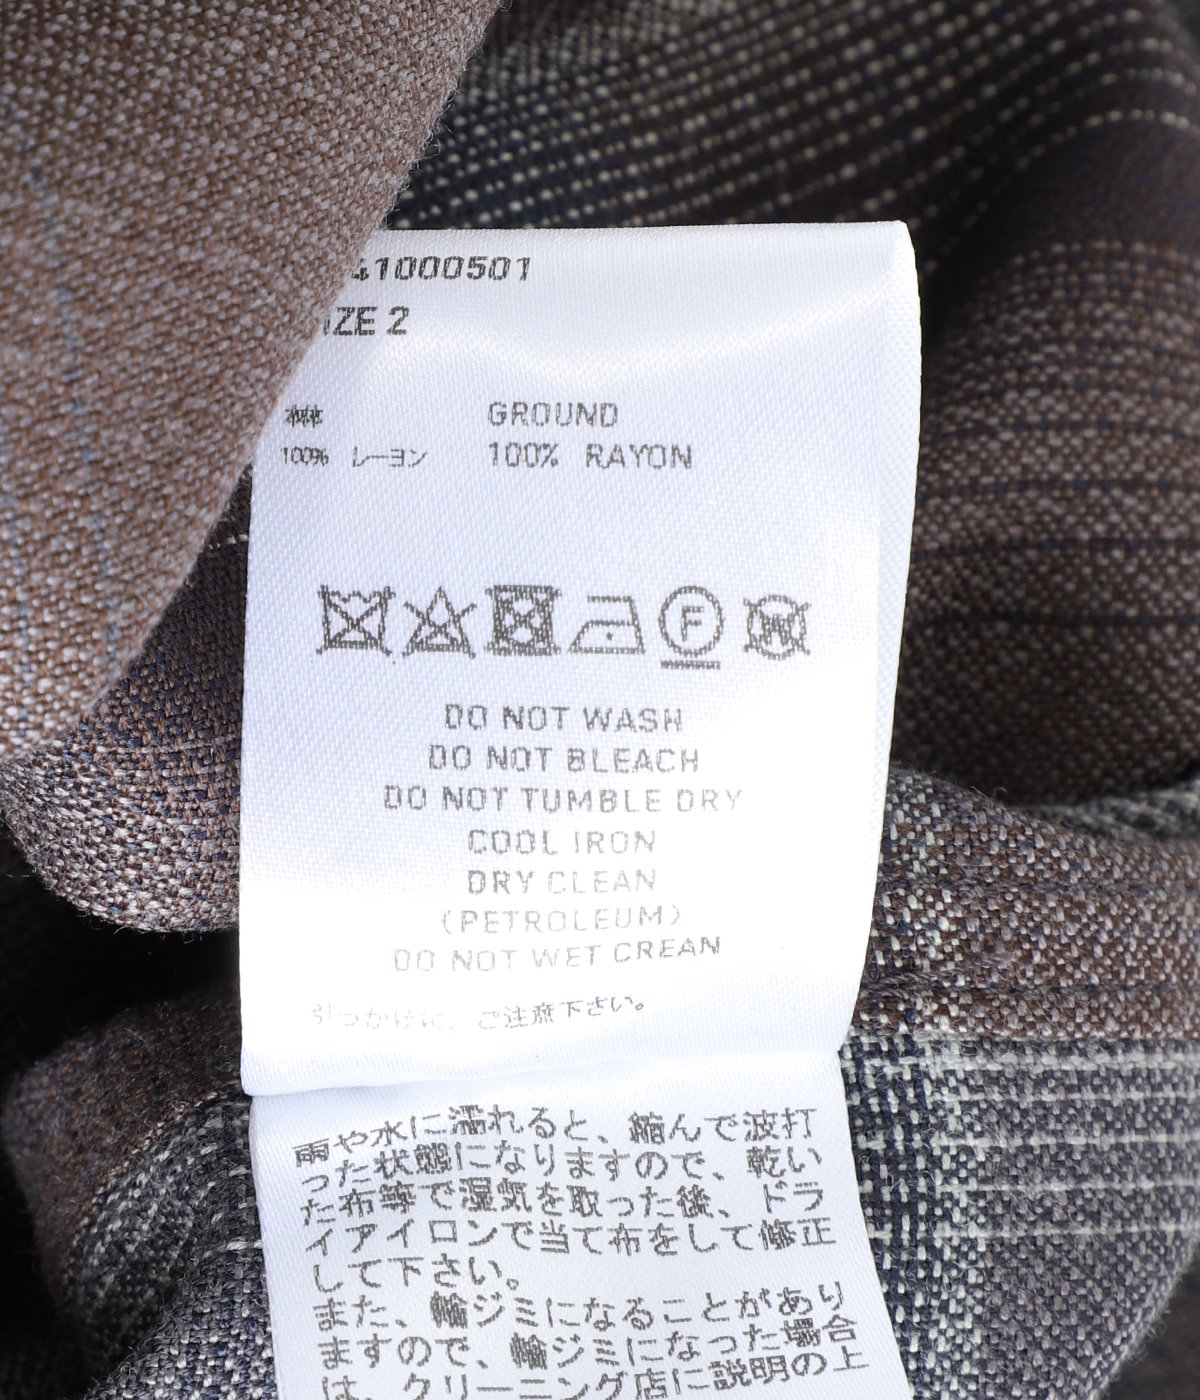 41000501
IZE 2
本体 GROUND
100% レーヨン 100% RAYON
F
W
DO NOT WASH
DO NOT BLEACH
DO NOT TUMBLE DRY
COOL IRON
DRY CLEAN
(PETROLEUM)
DO NOT WET CREAN
引っかけに、ご注意下さい。
雨や水に濡れると、縮んで波打
った状態になりますので、乾い
た布等で湿気を取った後、ドラ
イアイロンで当て布をして修正
して下さい。
また、輪ジミになることがあり
ますので、輪ジミになった場合
は、クリーニング店に説明の上